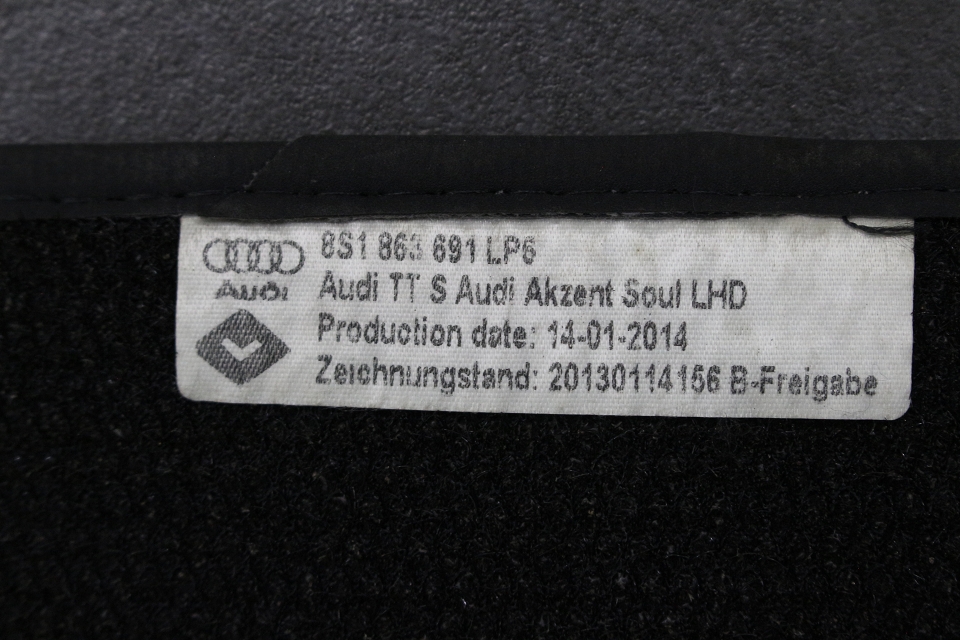 8S1 863 691 LP6
Audi TT S Audi Akzent Soul LHD
Audi
Production date: 14-01-2014
Zeichnungstand: 20130114156 B-Freigabe